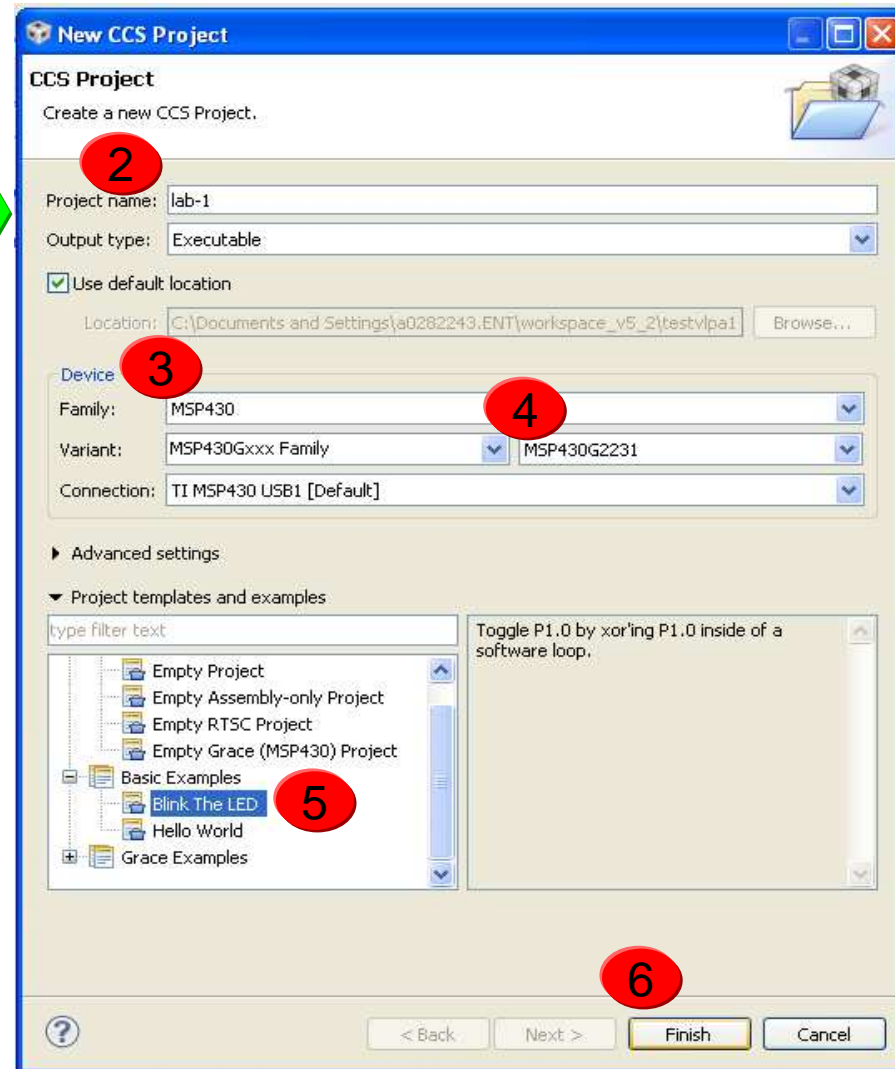 New CCS Project
CCS Project
Create a new CCS Project.
2
Project name: lab-1
Output type: Executable
Use default location
Location: C:\Documents and Settings\a0282243.ENT\workspace_v5_2\testvlpa1 Browse...
Device 3
Family: MSP430 4
Variant: MSP430Gxxx Family MSP430G2231
Connection: TI MSP430 USB1 [Default]
Advanced settings
Project templates and examples
type filter text
Empty Project
Empty Assembly-only Project
Empty RTSC Project
Empty Grace (MSP430) Project
Basic Examples
Blink The LED 5
Hello World
Grace Examples
Toggle P1.0 by xor'ing P1.0 inside of a
software loop.
6
? < Back Next > Finish Cancel